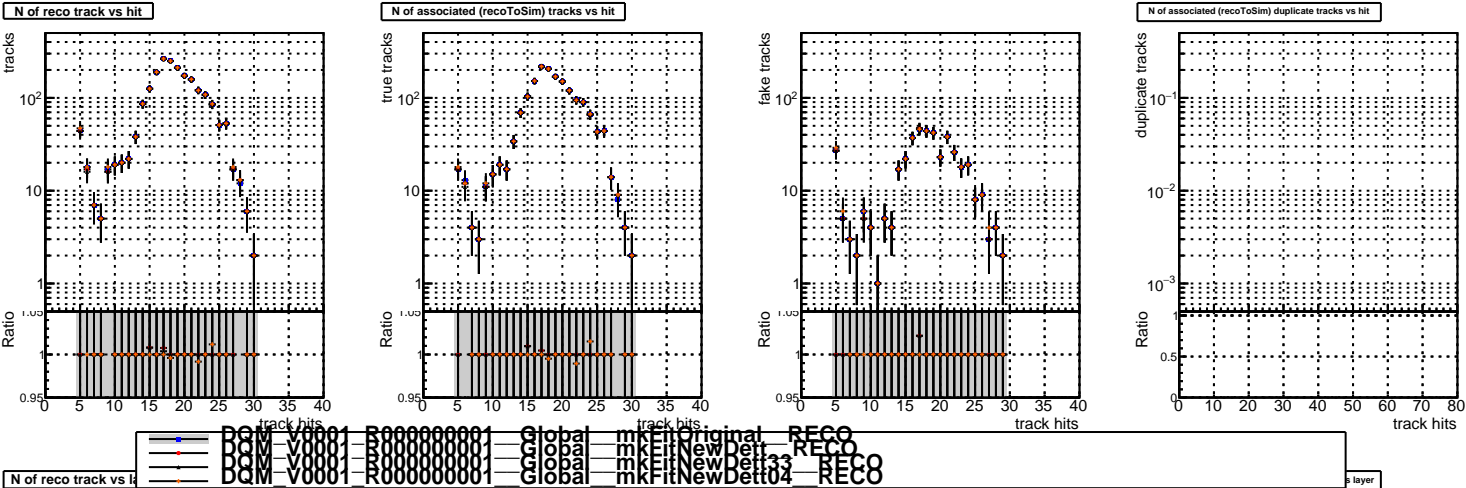 N of reco track vs hit
N of associated (recoToSim) tracks vs hit
N of associated (recoToSim) duplicate tracks vs hit
tracks
10²
10
1
Ratio
1.05
1
0.95
0 5 10 15 20 25 30 35 40
track hits
true tracks
10²
10
1
Ratio
1.05
1
0.95
0 5 10 15 20 25 30 35 40
track hits
fake tracks
10²
10
1
Ratio
1.05
1
0.95
0 5 10 15 20 25 30 35 40
track hits
duplicate tracks
10⁻¹
10⁻²
10⁻³
Ratio
1
0.5
0
0 10 20 30 40 50 60 70 80
track hits
DQM_V0001_R000000001__Global__mkFitOriginal__RECO
DQM_V0001_R000000001__Global__mkFitNewDett__RECO
DQM_V0001_R000000001__Global__mkFitNewDett33__RECO
DQM_V0001_R000000001__Global__mkFitNewDett04__RECO
N of reco track vs la
s layer